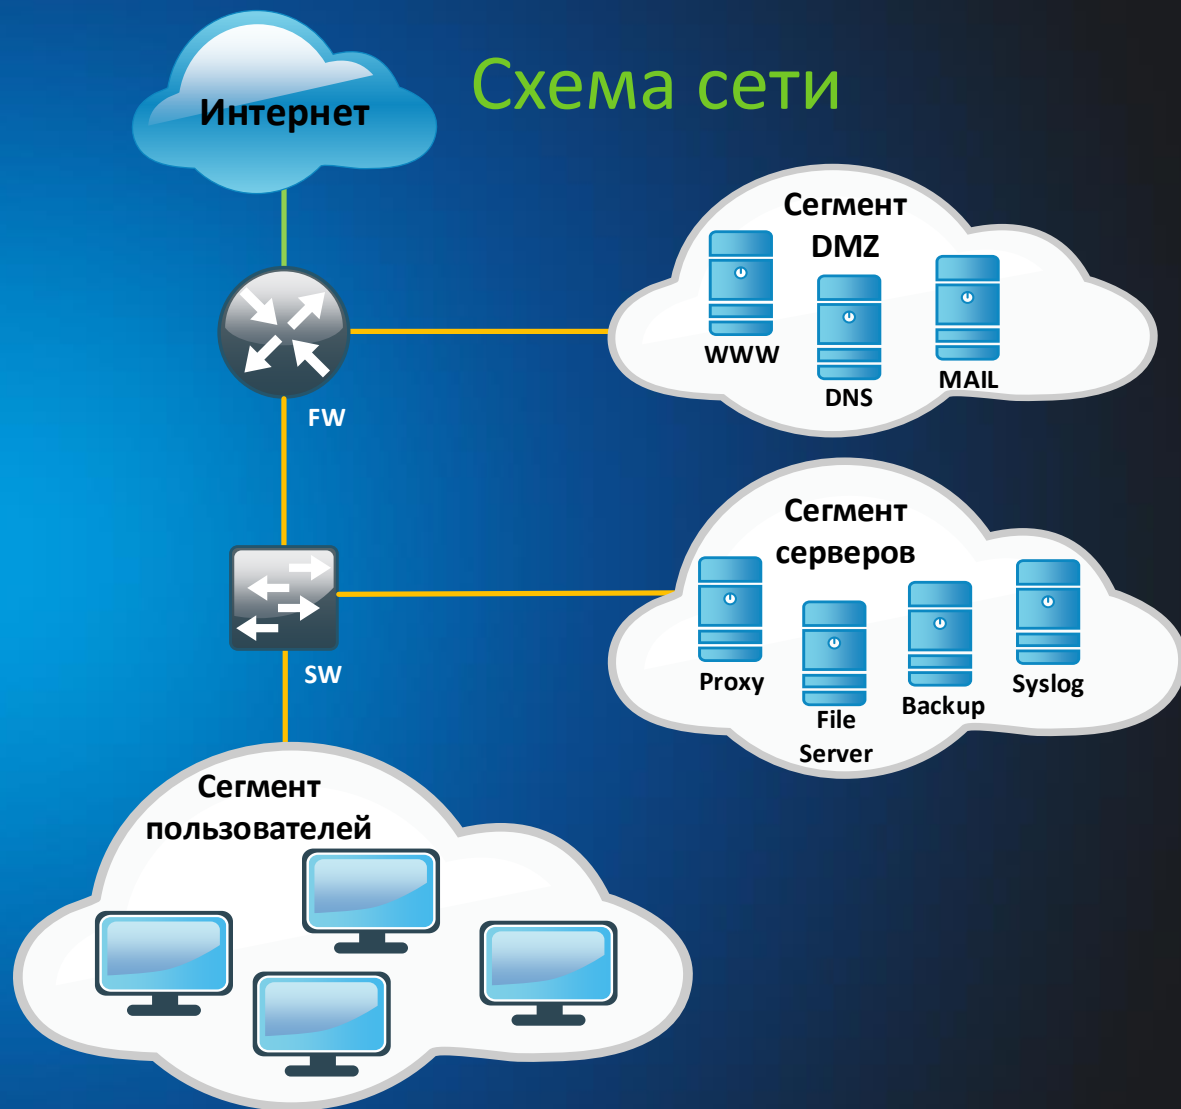 Схема сети
Интернет
Сегмент
DMZ
WWW
DNS
MAIL
FW
Сегмент
серверов
Proxy
File
Server
Backup
Syslog
SW
Сегмент
пользователей